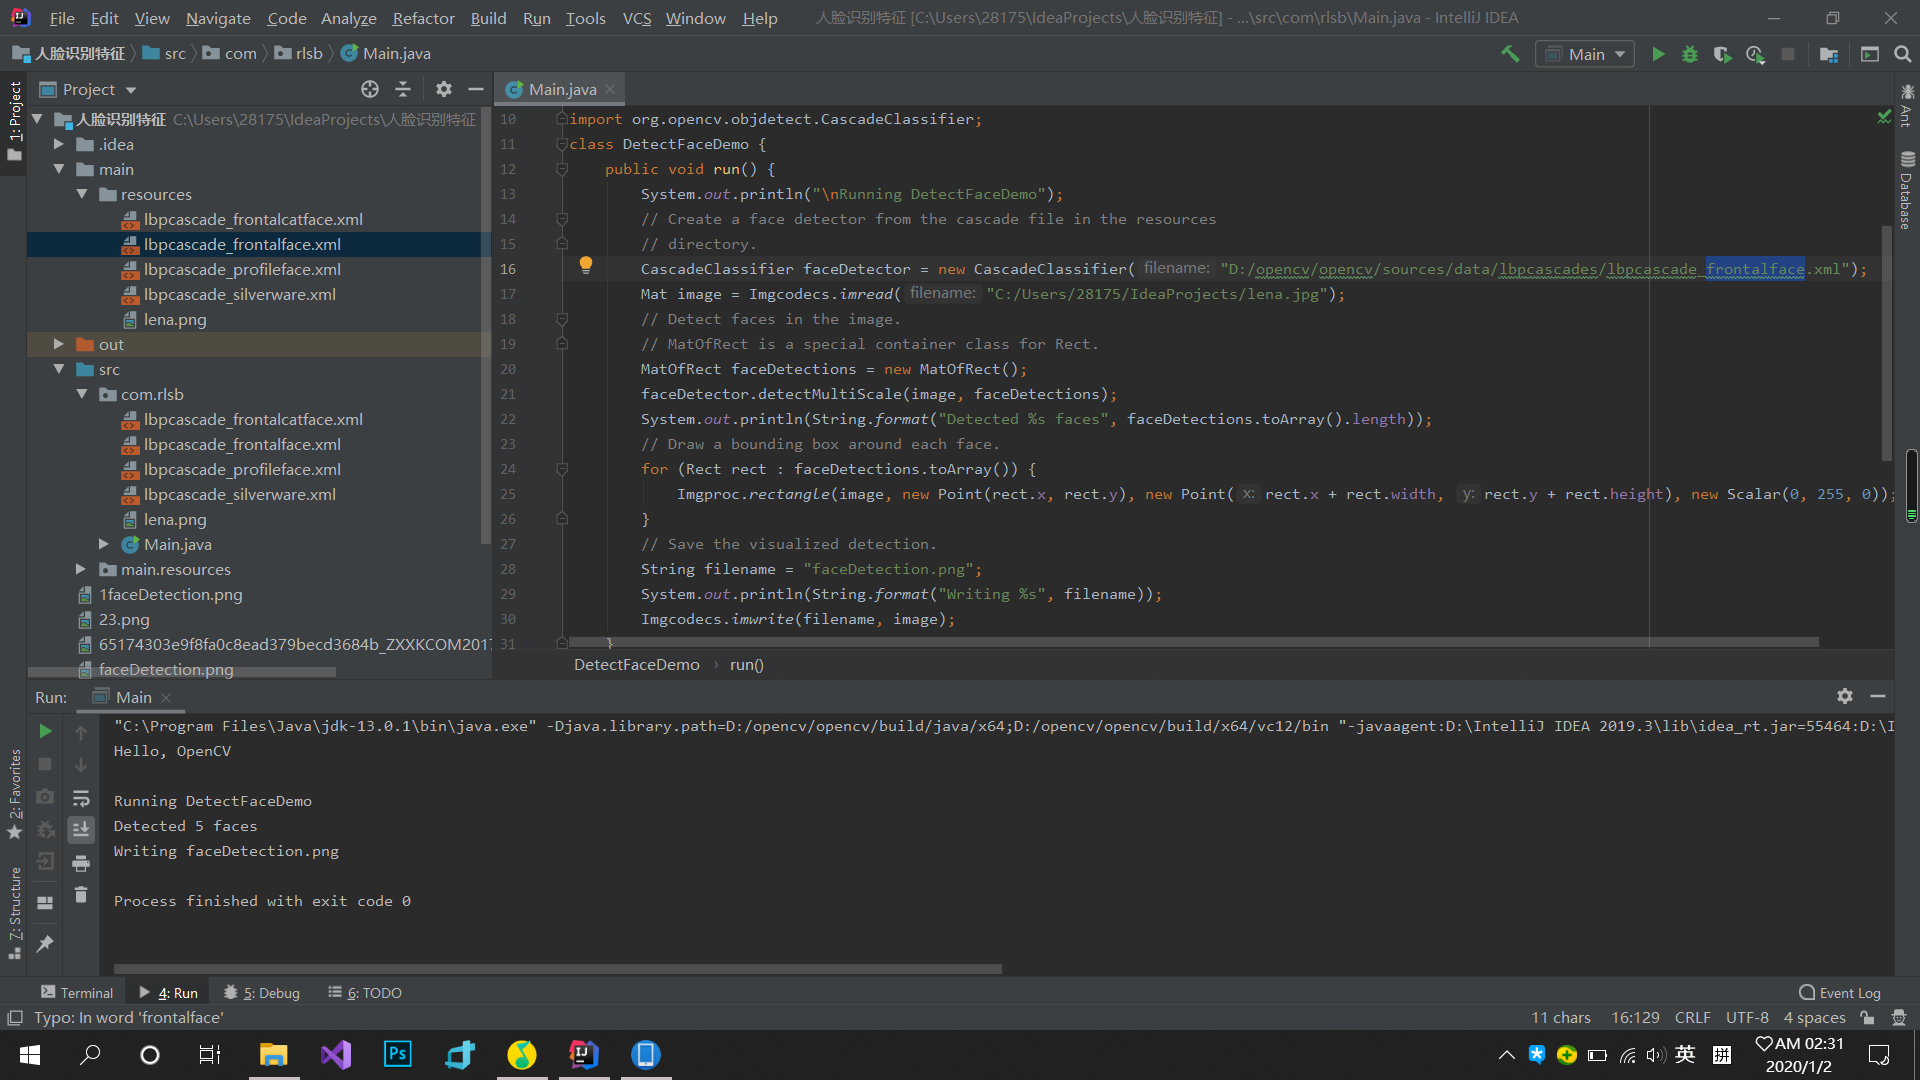 File Edit View Navigate Code Analyze Refactor Build Run Tools VCS Window Help 人脸识别特征 [C:\Users\28175\IdeaProjects\人脸识别特征] - ...\src\com\rlsb\Main.java - IntelliJ IDEA
人脸识别特征 src com rlsb Main.java Main
Project Main.java
1: Project
Ant
Database
人脸识别特征 C:\Users\28175\IdeaProjects\人脸识别特征
.idea
main
resources
lbpcascade_frontalcatface.xml
lbpcascade_frontalface.xml
lbpcascade_profileface.xml
lbpcascade_silverware.xml
lena.png
out
src
com.rlsb
lbpcascade_frontalcatface.xml
lbpcascade_frontalface.xml
lbpcascade_profileface.xml
lbpcascade_silverware.xml
lena.png
Main.java
main.resources
1faceDetection.png
23.png
65174303e9f8fa0c8ead379becd3684b_ZXXKCOM2017
faceDetection.png
10 import org.opencv.objdetect.CascadeClassifier;
11 class DetectFaceDemo {
12 public void run() {
13 System.out.println("\nRunning DetectFaceDemo");
14 // Create a face detector from the cascade file in the resources
15 // directory.
16 CascadeClassifier faceDetector = new CascadeClassifier( filename: "D:/opencv/opencv/sources/data/lbpcascades/lbpcascade_frontalface.xml");
17 Mat image = Imgcodecs.imread( filename: "C:/Users/28175/IdeaProjects/lena.jpg");
18 // Detect faces in the image.
19 // MatOfRect is a special container class for Rect.
20 MatOfRect faceDetections = new MatOfRect();
21 faceDetector.detectMultiScale(image, faceDetections);
22 System.out.println(String.format("Detected %s faces", faceDetections.toArray().length));
23 // Draw a bounding box around each face.
24 for (Rect rect : faceDetections.toArray()) {
25 Imgproc.rectangle(image, new Point(rect.x, rect.y), new Point( x: rect.x + rect.width, y: rect.y + rect.height), new Scalar(0, 255, 0));
26 }
27 // Save the visualized detection.
28 String filename = "faceDetection.png";
29 System.out.println(String.format("Writing %s", filename));
30 Imgcodecs.imwrite(filename, image);
31 }
DetectFaceDemo › run()
Run: Main
"C:\Program Files\Java\jdk-13.0.1\bin\java.exe" -Djava.library.path=D:/opencv/opencv/build/java/x64;D:/opencv/opencv/build/x64/vc12/bin "-javaagent:D:\IntelliJ IDEA 2019.3\lib\idea_rt.jar=55464:D:\I
Hello, OpenCV
Running DetectFaceDemo
Detected 5 faces
Writing faceDetection.png
Process finished with exit code 0
2: Favorites
7: Structure
Terminal 4: Run 5: Debug 6: TODO Event Log
Typo: In word 'frontalface' 11 chars 16:129 CRLF UTF-8 4 spaces
Ps IJ 英 拼 ♡AM 02:31
2020/1/2